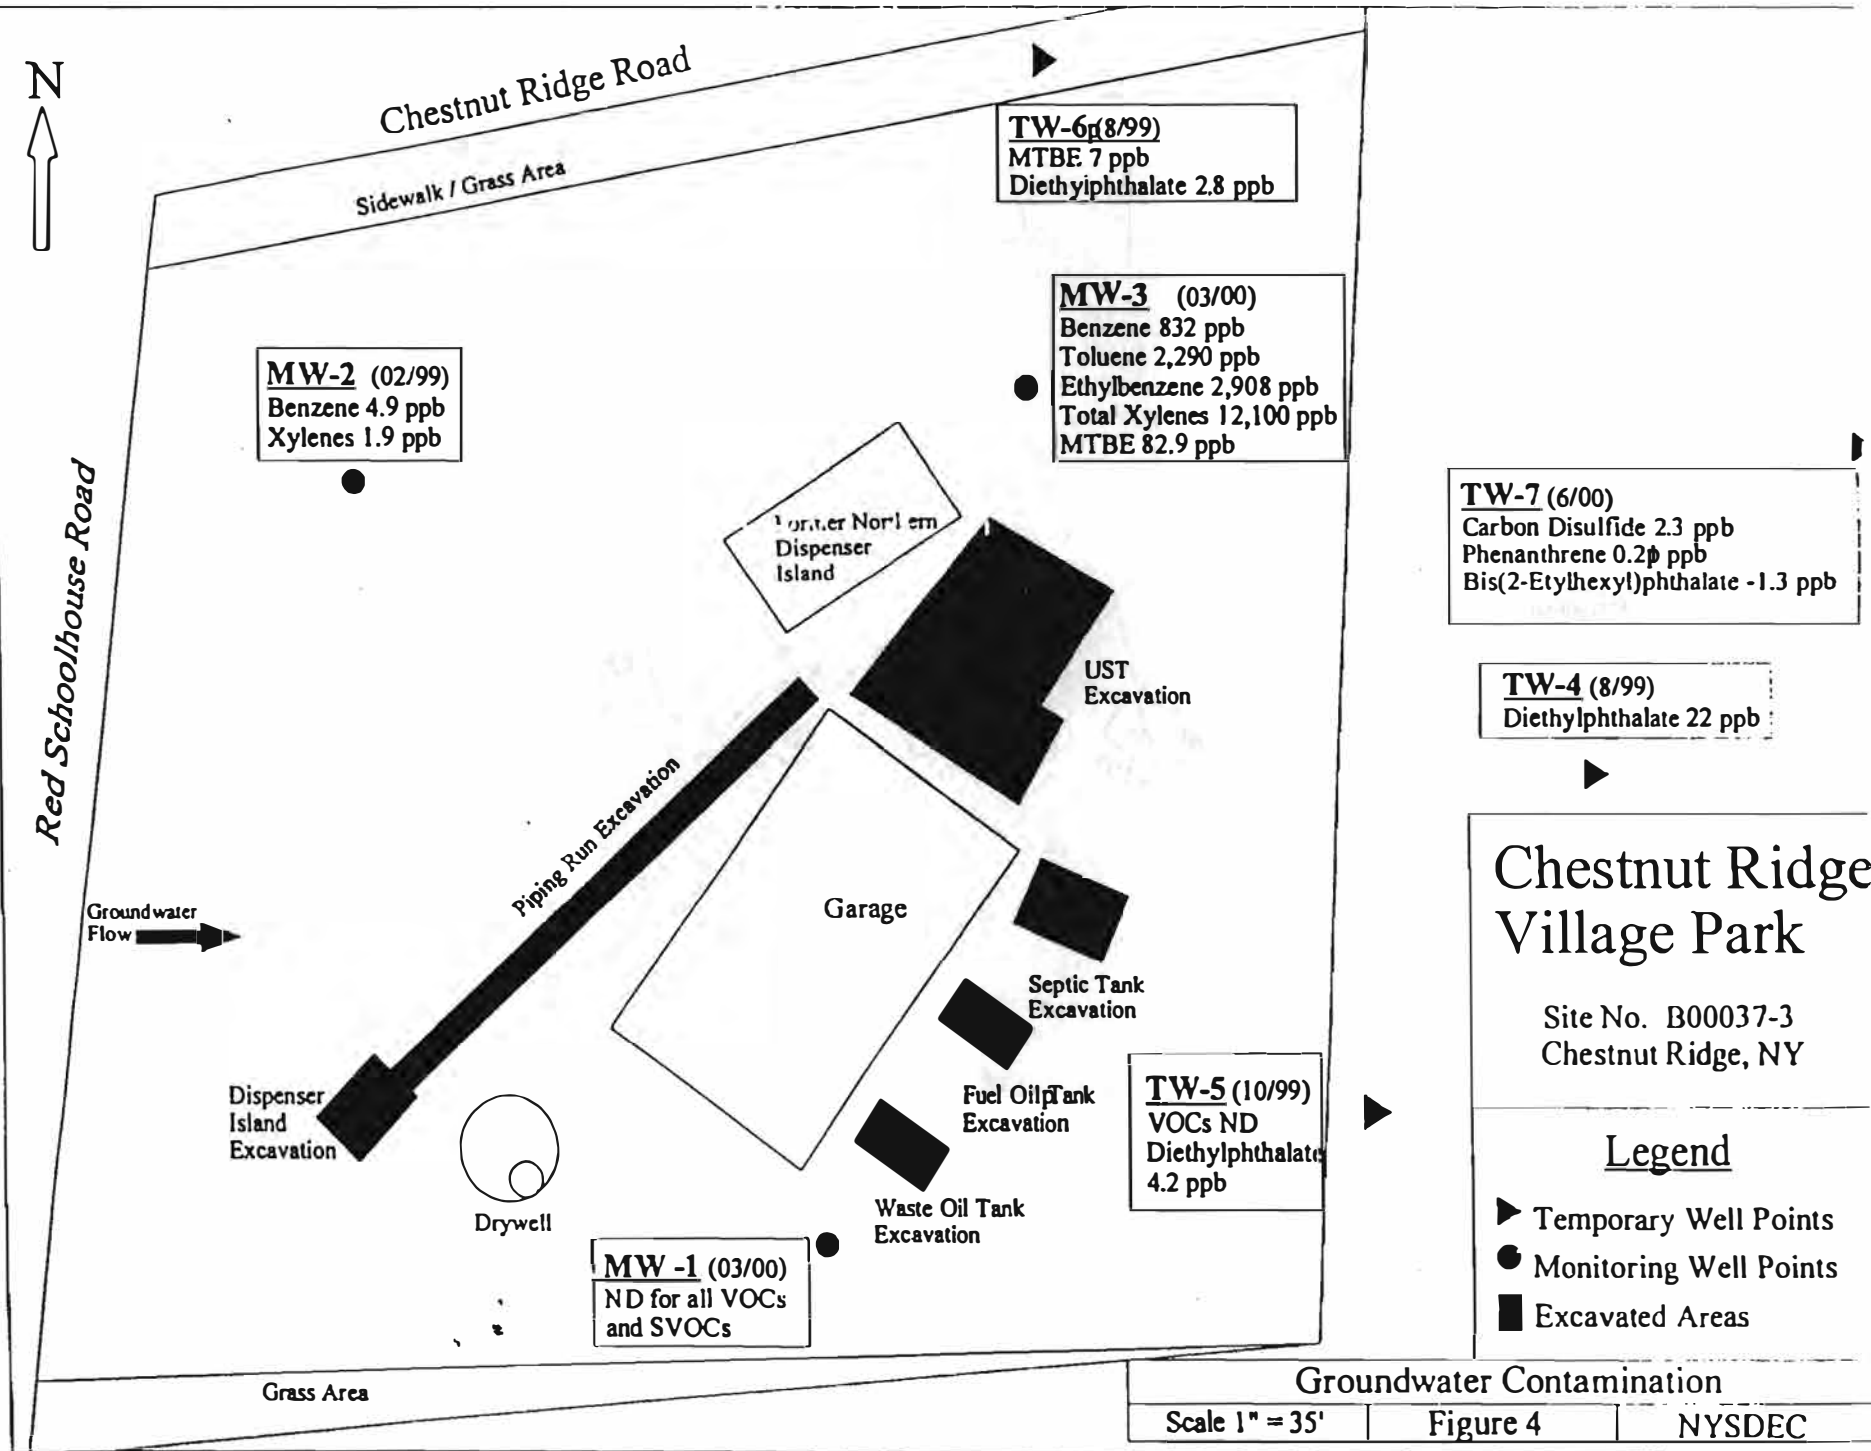 N
Chestnut Ridge Road
Sidewalk / Grass Area
TW-6 (8/99)
MTBE 7 ppb
Diethylphthalate 2.8 ppb
MW-3 (03/00)
Benzene 832 ppb
Toluene 2,290 ppb
Ethylbenzene 2,908 ppb
Total Xylenes 12,100 ppb
MTBE 82.9 ppb
MW-2 (02/99)
Benzene 4.9 ppb
Xylenes 1.9 ppb
Red Schoolhouse Road
Former Northern
Dispenser
Island
TW-7 (6/00)
Carbon Disulfide 2.3 ppb
Phenanthrene ppb
Bis(2-Etylhexyl)phthalate -1.3 ppb
UST
Excavation
TW-4 (8/99)
Diethylphthalate 22 ppb
Piping Run Excavation
Garage
Groundwater
Flow
Septic Tank
Excavation
Chestnut Ridge
Village Park
Site No. B00037-3
Chestnut Ridge, NY
Dispenser
Island
Excavation
Fuel Oil Tank
Excavation
TW-5 (10/99)
VOCs ND
Diethylphthalate
4.2 ppb
Drywell
Waste Oil Tank
Excavation
MW -1 (03/00)
ND for all VOCs
and SVOCs
Legend
Temporary Well Points
Monitoring Well Points
Excavated Areas
Grass Area
Groundwater Contamination
Scale 1" = 35'
Figure 4
NYSDEC